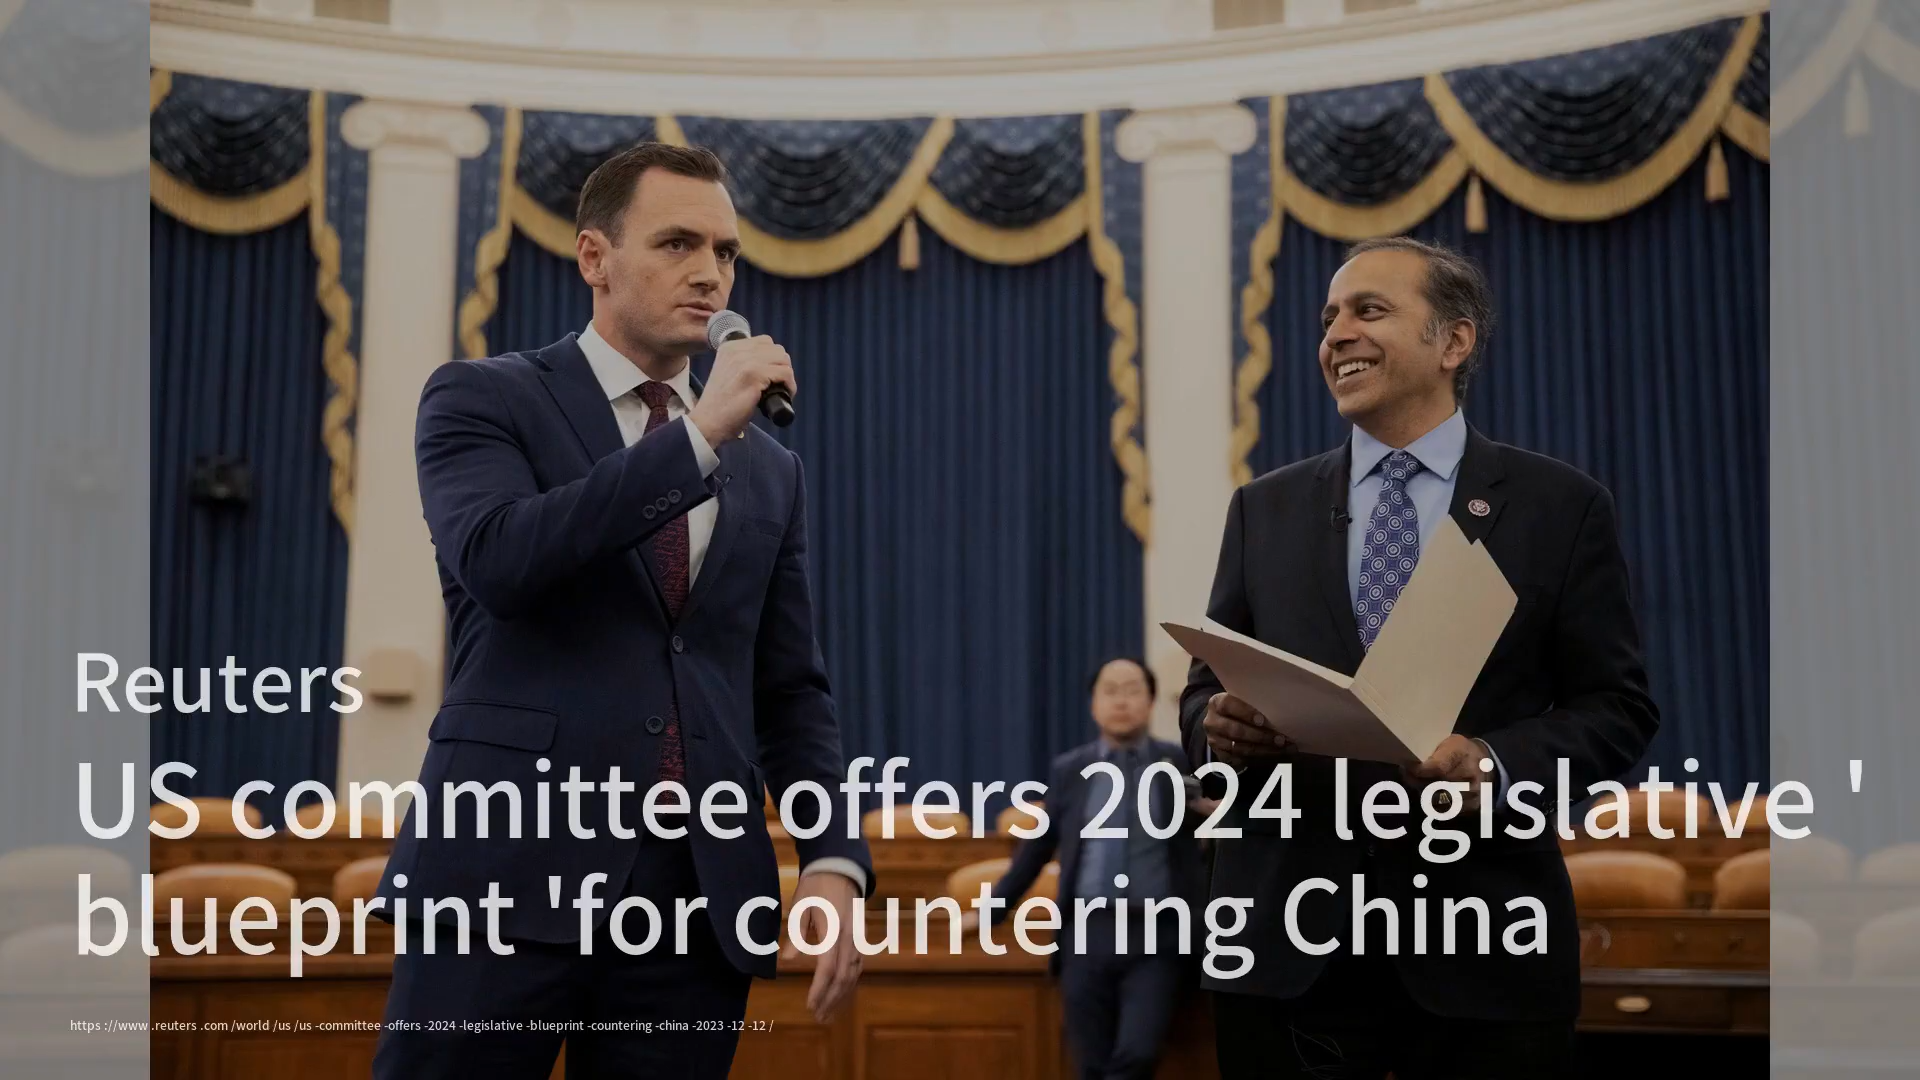 Reuters
US committee offers 2024 legislative '
blueprint 'for countering China
https ://www .reuters .com /world /us /us -committee -offers -2024 -legislative -blueprint -countering -china -2023 -12 -12 /